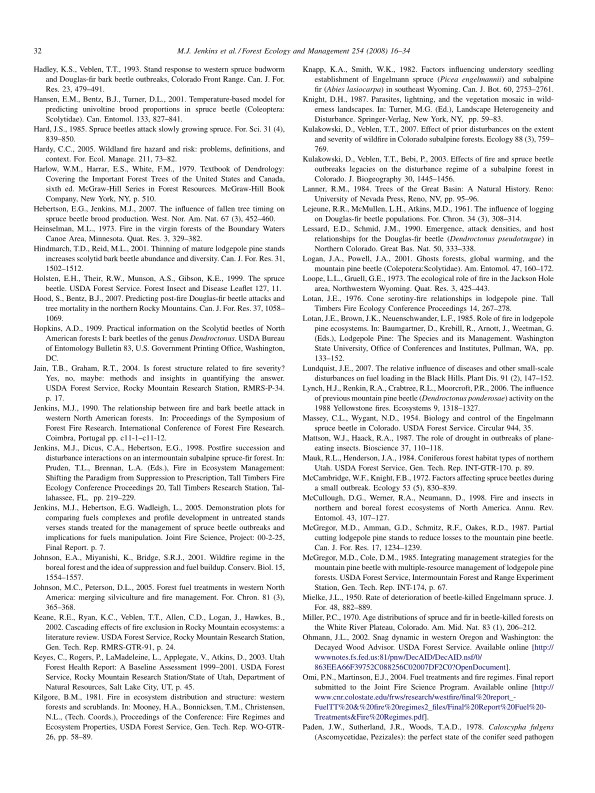 32
M.J. Jenkins et al. / Forest Ecology and Management 254 (2008) 16–34
Hadley, K.S., Veblen, T.T., 1993. Stand response to western spruce budworm
and Douglas-fir bark beetle outbreaks, Colorado Front Range. Can. J. For.
Res. 23, 479–491.
Hansen, E.M., Bentz, B.J., Turner, D.L., 2001. Temperature-based model for
predicting univoltine brood proportions in spruce beetle (Coleoptera:
Scolytidae). Can. Entomol. 133, 827–841.
Hard, J.S., 1985. Spruce beetles attack slowly growing spruce. For. Sci. 31 (4),
839–850.
Hardy, C.C., 2005. Wildland fire hazard and risk: problems, definitions, and
context. For. Ecol. Manage. 211, 73–82.
Harlow, W.M., Harrar, E.S., White, F.M., 1979. Textbook of Dendrology:
Covering the Important Forest Trees of the United States and Canada,
sixth ed. McGraw-Hill Series in Forest Resources. McGraw-Hill Book
Company, New York, NY, p. 510.
Hebertson, E.G., Jenkins, M.J., 2007. The influence of fallen tree timing on
spruce beetle brood production. West. Nor. Am. Nat. 67 (3), 452–460.
Heinselman, M.L., 1973. Fire in the virgin forests of the Boundary Waters
Canoe Area, Minnesota. Quat. Res. 3, 329–382.
Hindmarch, T.D., Reid, M.L., 2001. Thinning of mature lodgepole pine stands
increases scolytid bark beetle abundance and diversity. Can. J. For. Res. 31,
1502–1512.
Holsten, E.H., Their, R.W., Munson, A.S., Gibson, K.E., 1999. The spruce
beetle. USDA Forest Service. Forest Insect and Disease Leaflet 127, 11.
Hood, S., Bentz, B.J., 2007. Predicting post-fire Douglas-fir beetle attacks and
tree mortality in the northern Rocky Mountains. Can. J. For. Res. 37, 1058–
1069.
Hopkins, A.D., 1909. Practical information on the Scolytid beetles of North
American forests I: bark beetles of the genus Dendroctonus. USDA Bureau
of Entomology Bulletin 83, U.S. Government Printing Office, Washington,
DC.
Jain, T.B., Graham, R.T., 2004. Is forest structure related to fire severity?
Yes, no, maybe: methods and insights in quantifying the answer.
USDA Forest Service, Rocky Mountain Research Station, RMRS-P-34.
p. 17.
Jenkins, M.J., 1990. The relationship between fire and bark beetle attack in
western North American forests. In: Proceedings of the Symposium of
Forest Fire Research. International Conference of Forest Fire Research.
Coimbra, Portugal pp. c11-1–c11-12.
Jenkins, M.J., Dicus, C.A., Hebertson, E.G., 1998. Postfire succession and
disturbance interactions on an intermountain subalpine spruce-fir forest. In:
Pruden, T.L., Brennan, L.A. (Eds.), Fire in Ecosystem Management:
Shifting the Paradigm from Suppression to Prescription, Tall Timbers Fire
Ecology Conference Proceedings 20, Tall Timbers Research Station, Tal-
lahassee, FL, pp. 219–229.
Jenkins, M.J., Hebertson, E.G. Wadleigh, L., 2005. Demonstration plots for
comparing fuels complexes and profile development in untreated stands
verses stands treated for the management of spruce beetle outbreaks and
implications for fuels manipulation. Joint Fire Science, Project: 00-2-25,
Final Report. p. 7.
Johnson, E.A., Miyanishi, K., Bridge, S.R.J., 2001. Wildfire regime in the
boreal forest and the idea of suppression and fuel buildup. Conserv. Biol. 15,
1554–1557.
Johnson, M.C., Peterson, D.L., 2005. Forest fuel treatments in western North
America: merging silviculture and fire management. For. Chron. 81 (3),
365–368.
Keane, R.E., Ryan, K.C., Veblen, T.T., Allen, C.D., Logan, J., Hawkes, B.,
2002. Cascading effects of fire exclusion in Rocky Mountain ecosystems: a
literature review. USDA Forest Service, Rocky Mountain Research Station,
Gen. Tech. Rep. RMRS-GTR-91, p. 24.
Keyes, C., Rogers, P., LaMadeleine, L., Applegate, V., Atkins, D., 2003. Utah
Forest Health Report: A Baseline Assessment 1999–2001. USDA Forest
Service, Rocky Mountain Research Station/State of Utah, Department of
Natural Resources, Salt Lake City, UT, p. 45.
Kilgore, B.M., 1981. Fire in ecosystem distribution and structure: western
forests and scrublands. In: Mooney, H.A., Bonnicksen, T.M., Christensen,
N.L., (Tech. Coords.), Proceedings of the Conference: Fire Regimes and
Ecosystem Properties, USDA Forest Service, Gen. Tech. Rep. WO-GTR-
26, pp. 58–89.
Knapp, A.K., Smith, W.K., 1982. Factors influencing understory seedling
establishment of Engelmann spruce (Picea engelmannii) and subalpine
fir (Abies lasiocarpa) in southeast Wyoming. Can. J. Bot. 60, 2753–2761.
Knight, D.H., 1987. Parasites, lightning, and the vegetation mosaic in wild-
erness landscapes. In: Turner, M.G. (Ed.), Landscape Heterogeneity and
Disturbance. Springer-Verlag, New York, NY, pp. 59–83.
Kulakowski, D., Veblen, T.T., 2007. Effect of prior disturbances on the extent
and severity of wildfire in Colorado subalpine forests. Ecology 88 (3), 759–
769.
Kulakowski, D., Veblen, T.T., Bebi, P., 2003. Effects of fire and spruce beetle
outbreaks legacies on the disturbance regime of a subalpine forest in
Colorado. J. Biogeography 30, 1445–1456.
Lanner, R.M., 1984. Trees of the Great Basin: A Natural History. Reno:
University of Nevada Press, Reno, NV, pp. 95–96.
Lejeune, R.R., McMullen, L.H., Atkins, M.D., 1961. The influence of logging
on Douglas-fir beetle populations. For. Chron. 34 (3), 308–314.
Lessard, E.D., Schmid, J.M., 1990. Emergence, attack densities, and host
relationships for the Douglas-fir beetle (Dendroctonus pseudotsugae) in
Northern Colorado. Great Bas. Nat. 50, 333–338.
Logan, J.A., Powell, J.A., 2001. Ghosts forests, global warming, and the
mountain pine beetle (Coleoptera:Scolytidae). Am. Entomol. 47, 160–172.
Loope, L.L., Gruell, G.E., 1973. The ecological role of fire in the Jackson Hole
area, Northwestern Wyoming. Quat. Res. 3, 425–443.
Lotan, J.E., 1976. Cone serotiny-fire relationships in lodgepole pine. Tall
Timbers Fire Ecology Conference Proceedings 14, 267–278.
Lotan, J.E., Brown, J.K., Neuenschwander, L.F., 1985. Role of fire in lodgepole
pine ecosystems. In: Baumgartner, D., Krebill, R., Arnott, J., Weetman, G.
(Eds.), Lodgepole Pine: The Species and its Management. Washington
State University, Office of Conferences and Institutes, Pullman, WA, pp.
133–152.
Lundquist, J.E., 2007. The relative influence of diseases and other small-scale
disturbances on fuel loading in the Black Hills. Plant Dis. 91 (2), 147–152.
Lynch, H.J., Renkin, R.A., Crabtree, R.L., Moorcroft, P.R., 2006. The influence
of previous mountain pine beetle (Dendroctonus ponderosae) activity on the
1988 Yellowstone fires. Ecosystems 9, 1318–1327.
Massey, C.L., Wygant, N.D., 1954. Biology and control of the Engelmann
spruce beetle in Colorado. USDA Forest Service. Circular 944, 35.
Mattson, W.J., Haack, R.A., 1987. The role of drought in outbreaks of plane-
eating insects. Bioscience 37, 110–118.
Mauk, R.L., Henderson, J.A., 1984. Coniferous forest habitat types of northern
Utah. USDA Forest Service, Gen. Tech. Rep. INT-GTR-170. p. 89.
McCambridge, W.F., Knight, F.B., 1972. Factors affecting spruce beetles during
a small outbreak. Ecology 53 (5), 830–839.
McCullough, D.G., Werner, R.A., Neumann, D., 1998. Fire and insects in
northern and boreal forest ecosystems of North America. Annu. Rev.
Entomol. 43, 107–127.
McGregor, M.D., Amman, G.D., Schmitz, R.F., Oakes, R.D., 1987. Partial
cutting lodgepole pine stands to reduce losses to the mountain pine beetle.
Can. J. For. Res. 17, 1234–1239.
McGregor, M.D., Cole, D.M., 1985. Integrating management strategies for the
mountain pine beetle with multiple-resource management of lodgepole pine
forests. USDA Forest Service, Intermountain Forest and Range Experiment
Station, Gen. Tech. Rep. INT-174, p. 67.
Mielke, J.L., 1950. Rate of deterioration of beetle-killed Engelmann spruce. J.
For. 48, 882–889.
Miller, P.C., 1970. Age distributions of spruce and fir in beetle-killed forests on
the White River Plateau, Colorado. Am. Mid. Nat. 83 (1), 206–212.
Ohmann, J.L., 2002. Snag dynamic in western Oregon and Washington: the
Decayed Wood Advisor. USDA Forest Service. Available online [http://
wwwnotes.fs.fed.us:81/pnw/DecAID/DecAID.nsf/0/
863EEA66F39752C088256C02007DF2C0?OpenDocument].
Omi, P.N., Martinson, E.J., 2004. Fuel treatments and fire regimes. Final report
submitted to the Joint Fire Science Program. Available online [http://
www.cnr.colostate.edu/frws/research/westfire/final%20report_-
FuelTT%20&%20fire%20regimes2_files/Final%20Report%20Fuel%20-
Treatments&Fire%20Regimes.pdf].
Paden, J.W., Sutherland, J.R., Woods, T.A.D., 1978. Caloscypha fulgens
(Ascomycetidae, Pezizales): the perfect state of the conifer seed pathogen